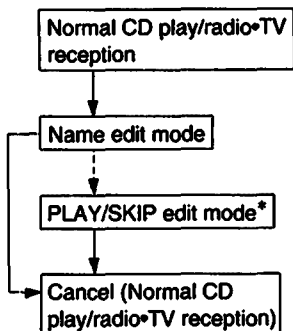 Normal CD play/radio•TV
reception
Name edit mode
PLAY/SKIP edit mode*
Cancel (Normal CD
play/radio•TV reception)